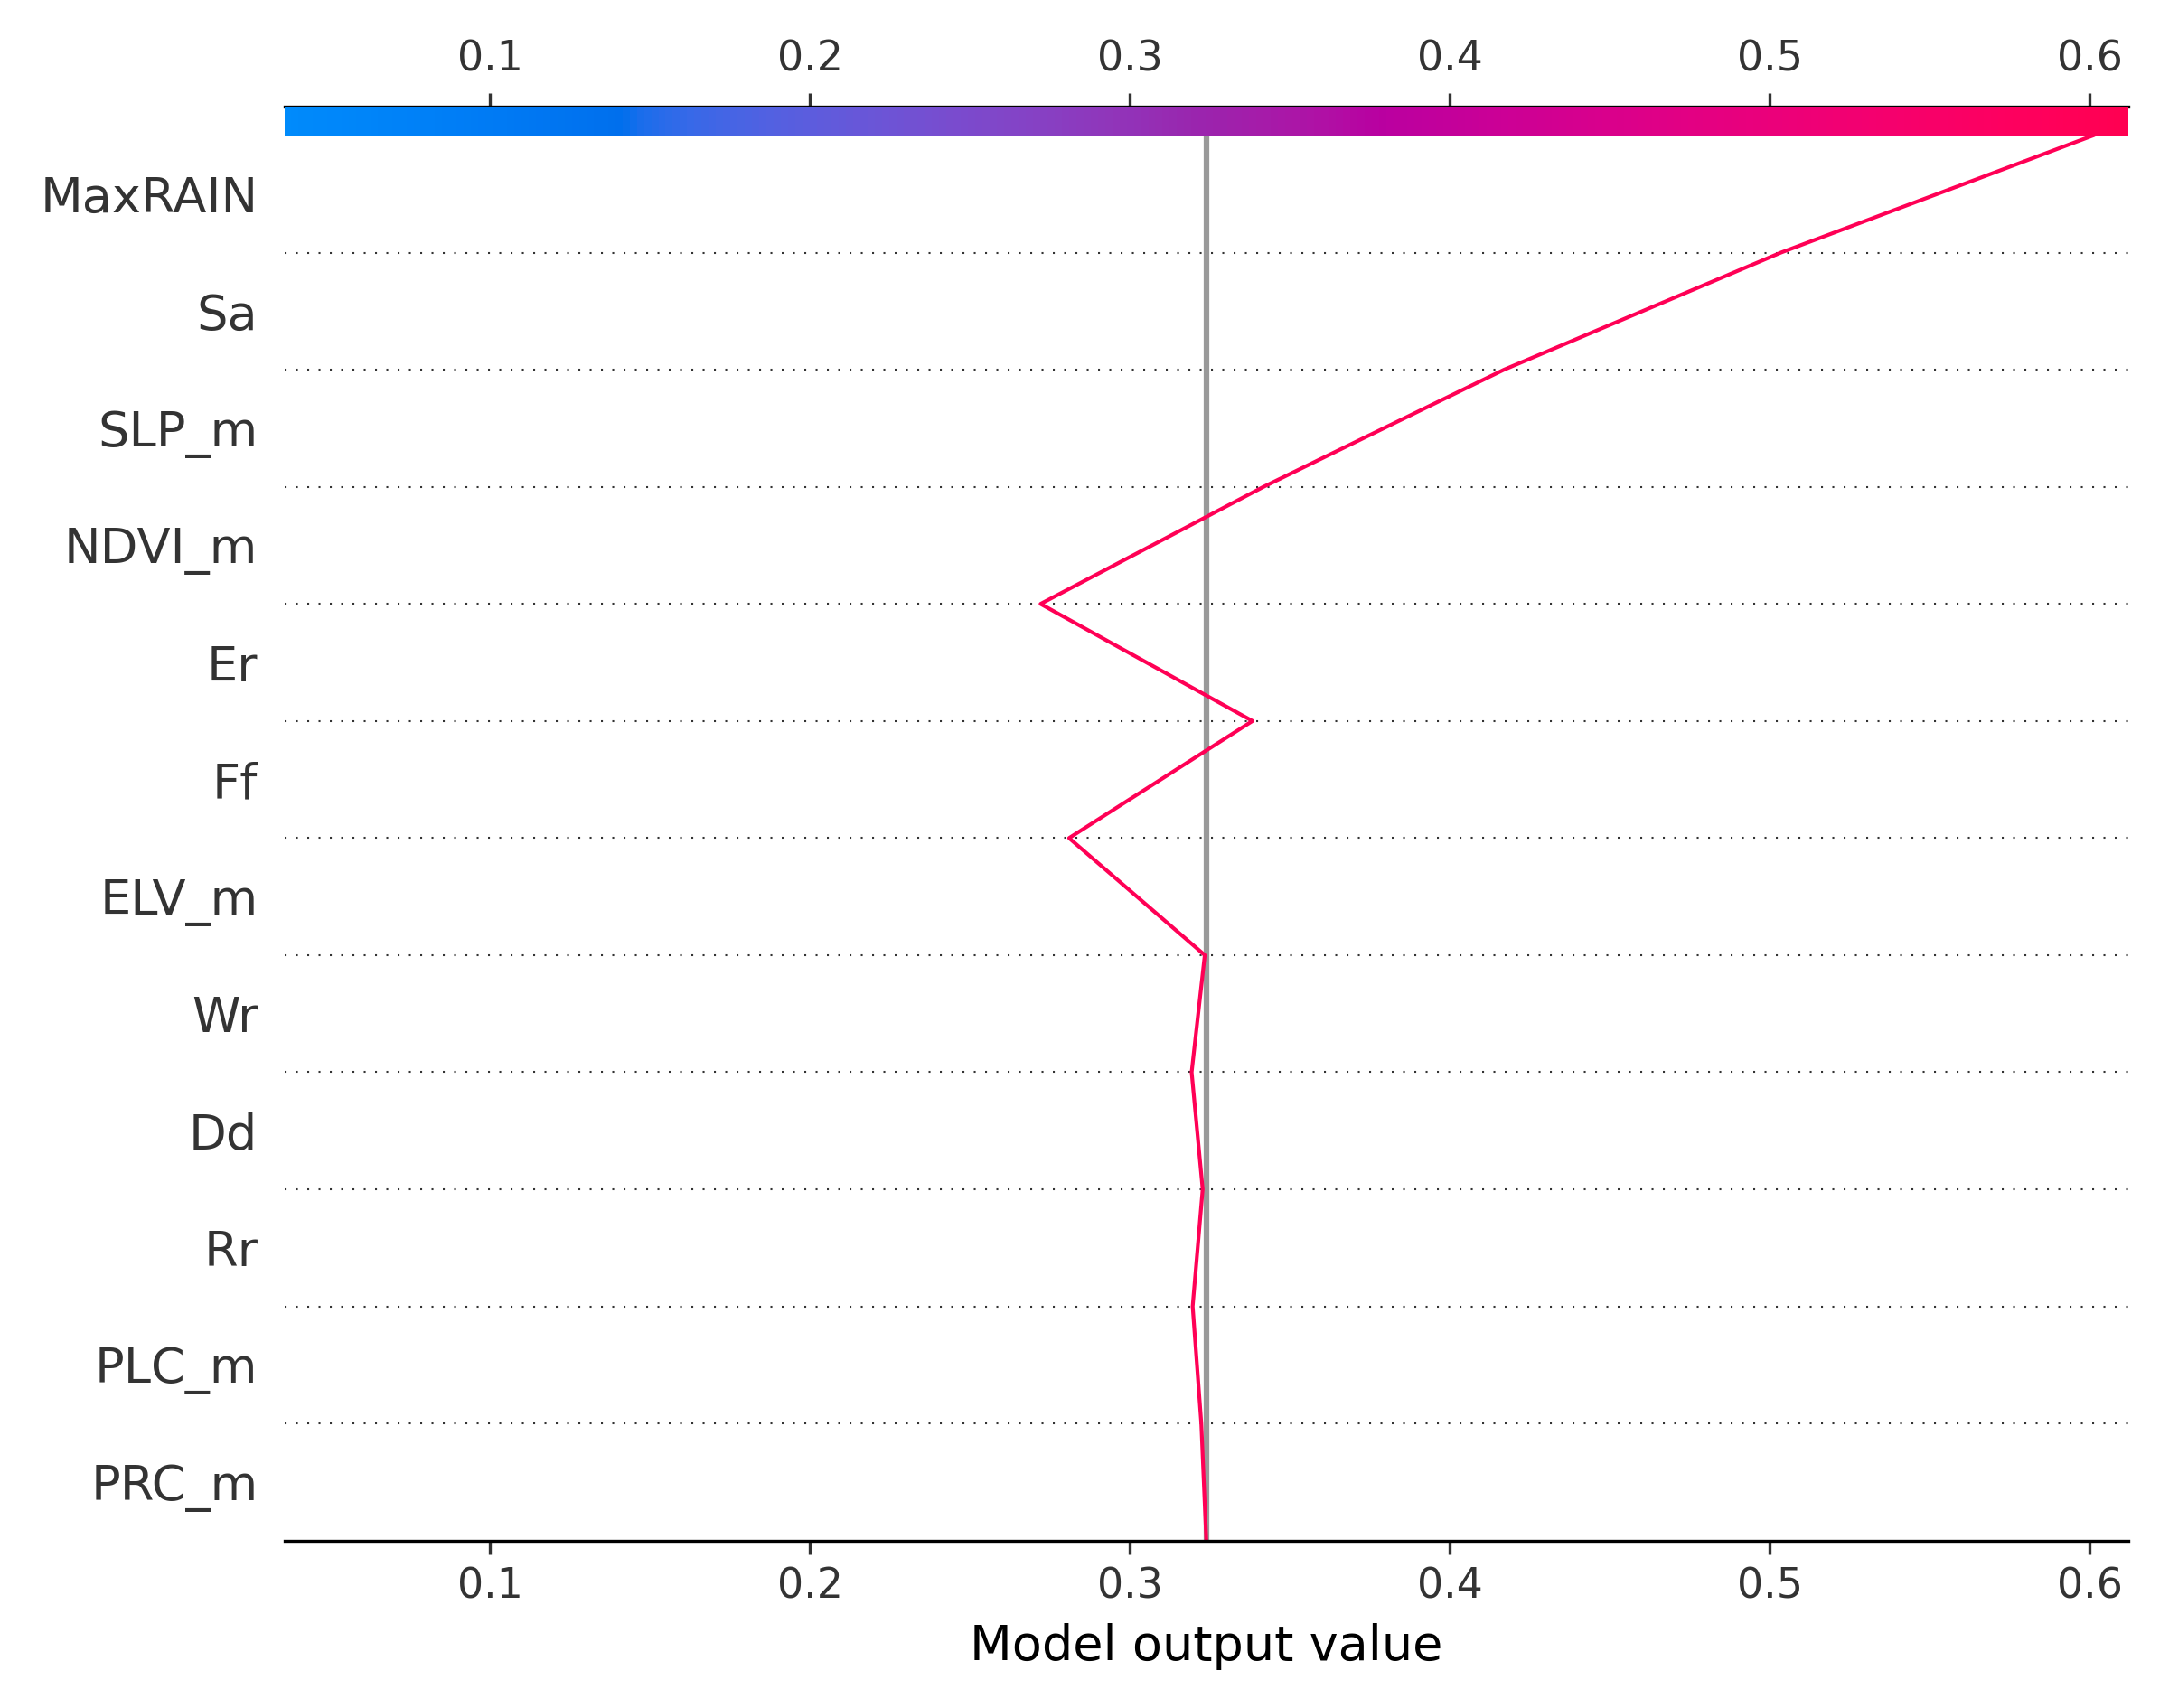 0.1 0.2 0.3 0.4 0.5 0.6
MaxRAIN
Sa
SLP_m
NDVI_m
Er
Ff
ELV_m
Wr
Dd
Rr
PLC_m
PRC_m
0.1 0.2 0.3 0.4 0.5 0.6
Model output value